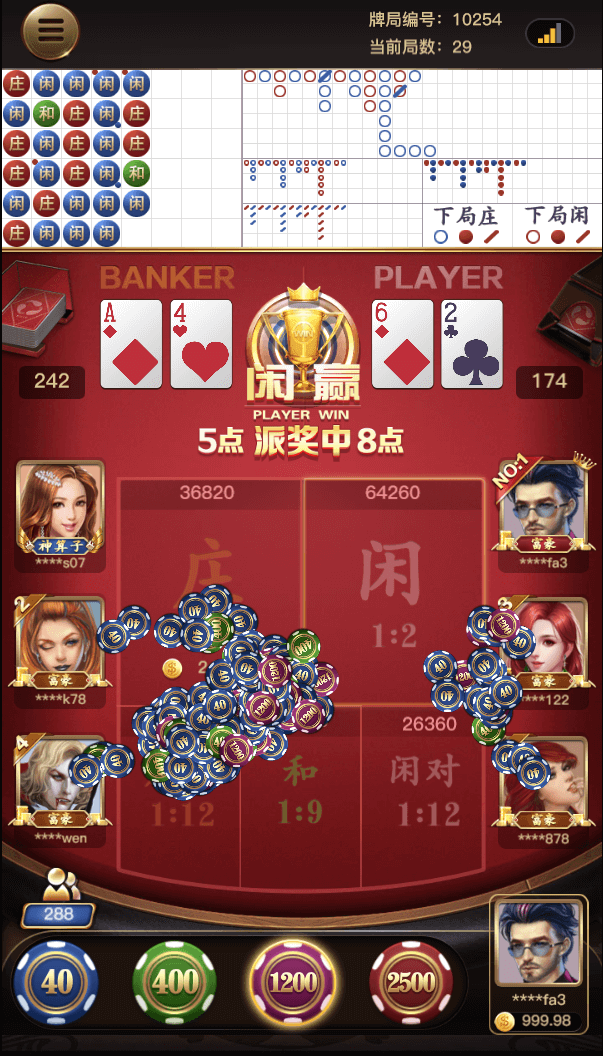 牌局编号：10254
当前局数：29
庄 闲 闲 闲 闲
闲 和 庄 闲 庄
庄 闲 庄 闲 庄
庄 闲 庄 闲 和
闲 庄 闲 闲 闲
庄 闲 闲 闲
下局庄 下局闲
BANKER PLAYER
A 4 6 2
242 174
闲 赢
PLAYER WIN
5点 派奖中 8点
36820 64260
NO:1
神算子 富豪
****s07 ****fa3
庄 闲
1:2
2 3
富豪 富豪
****k78 ****122
26360
4
和 闲对
1:12 1:9 1:12
富豪 富豪
****wen ****878
288
40 400 1200 2500
****fa3
999.98